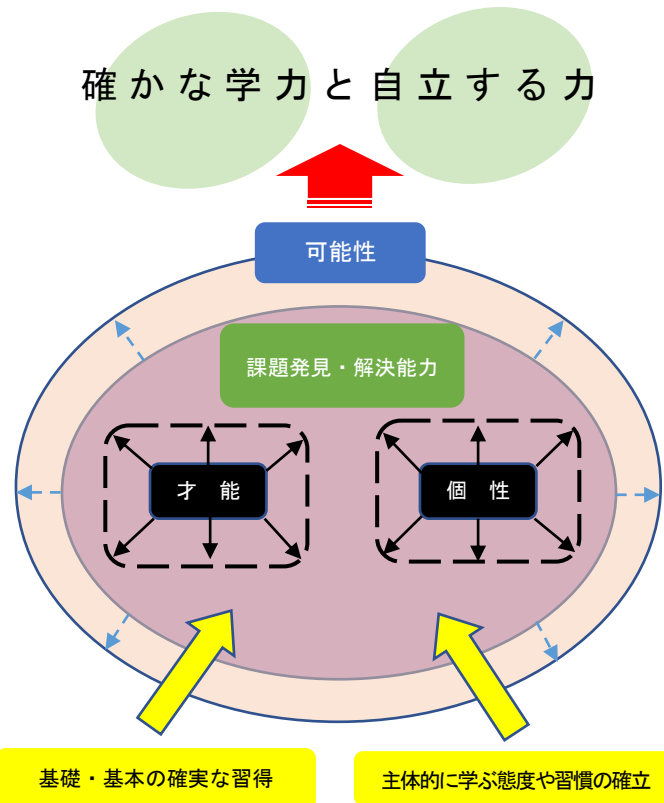 確かな学力と自立する力
可能性
課題発見・解決能力
才 能
個 性
基礎・基本の確実な習得
主体的に学ぶ態度や習慣の確立